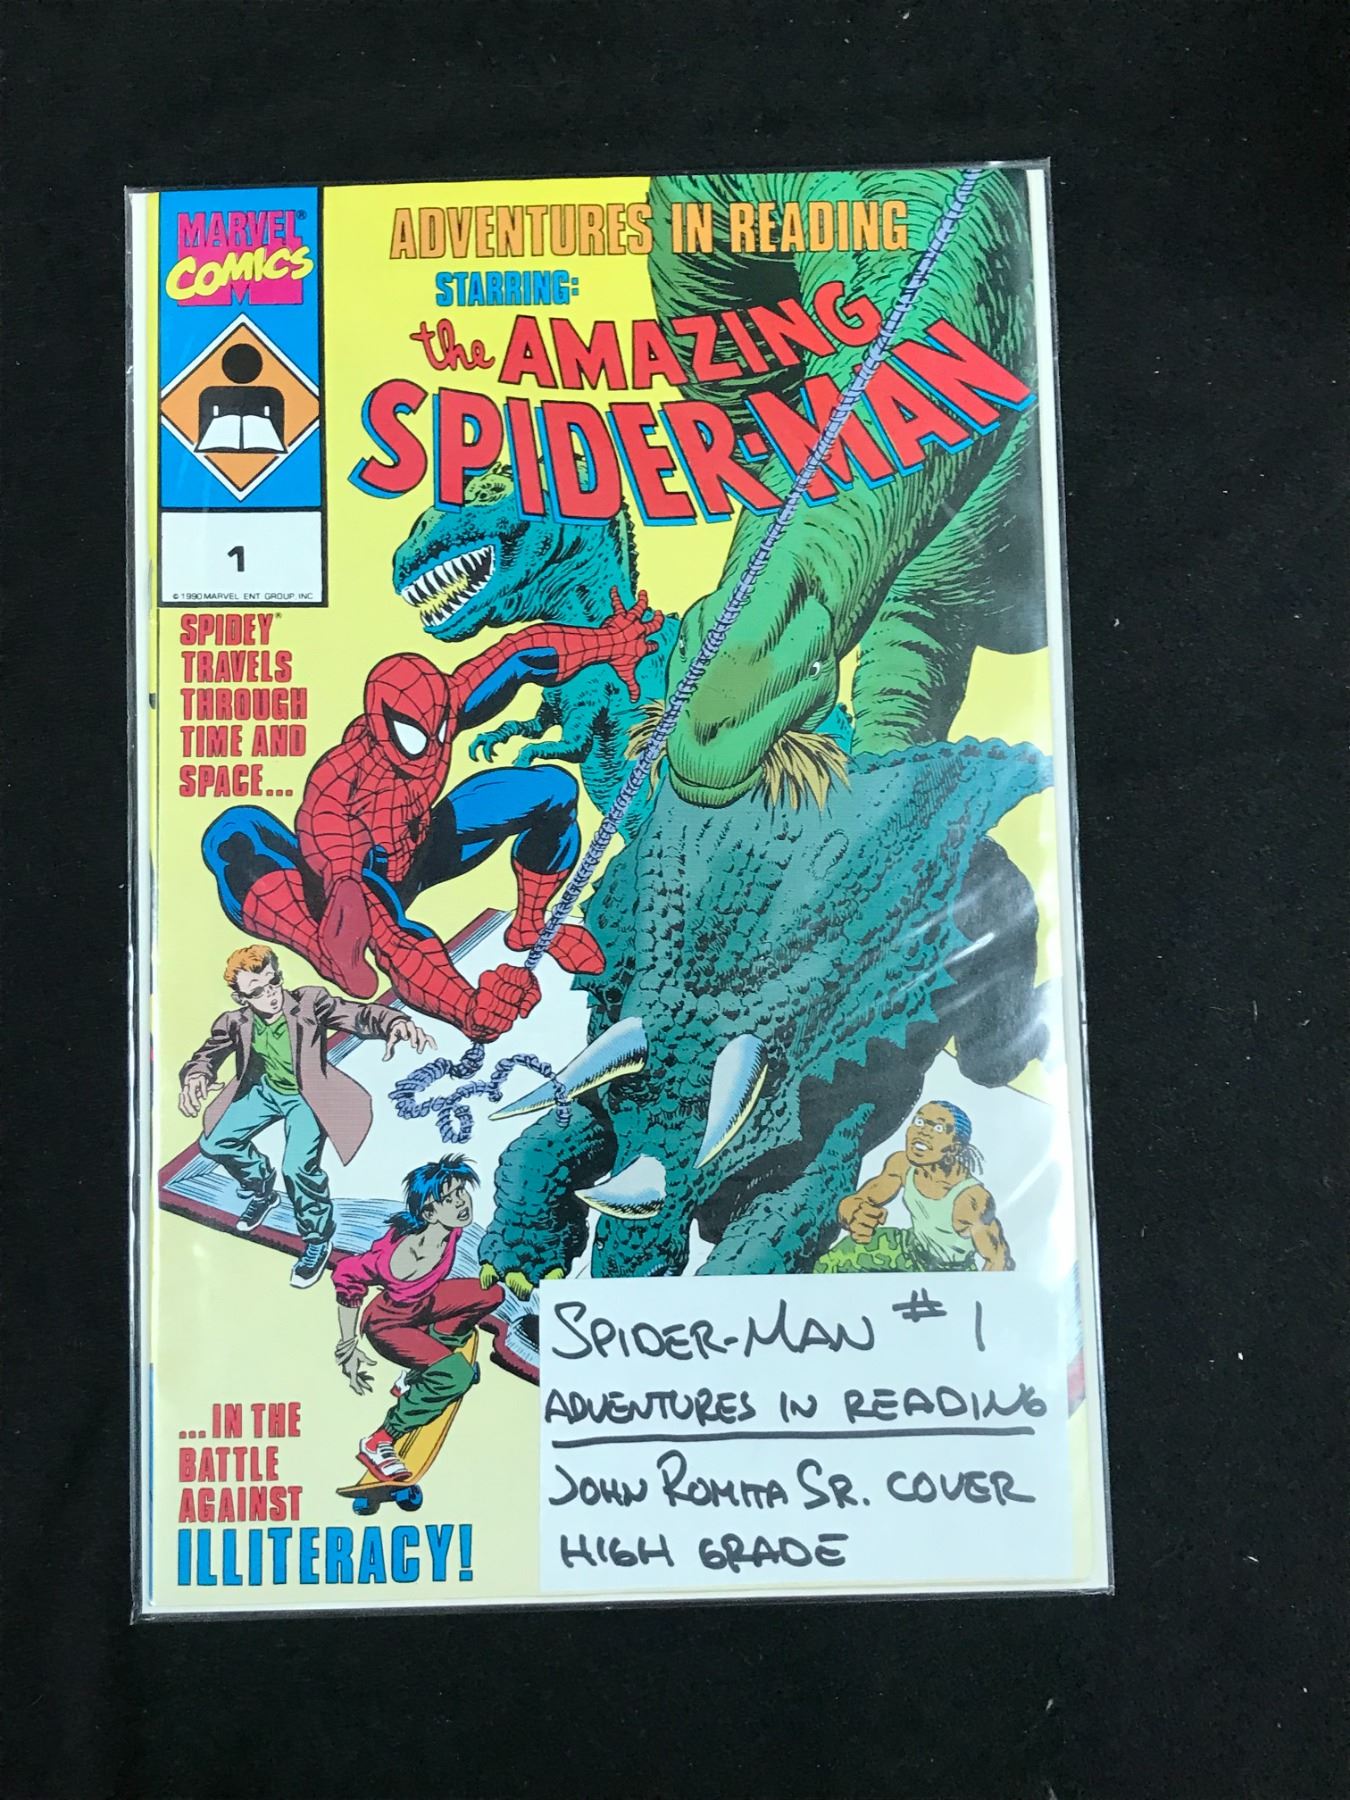 MARVEL®
COMICS
ADVENTURES IN READING
STARRING:
the AMAZING
SPIDER-MAN
1
© 1990 MARVEL ENT GROUP, INC
SPIDEY
TRAVELS
THROUGH
TIME AND
SPACE...
...IN THE
BATTLE
AGAINST
ILLITERACY!
SPIDER-MAN #1
ADVENTURES IN READING
JOHN ROMITA SR. COVER
HIGH GRADE